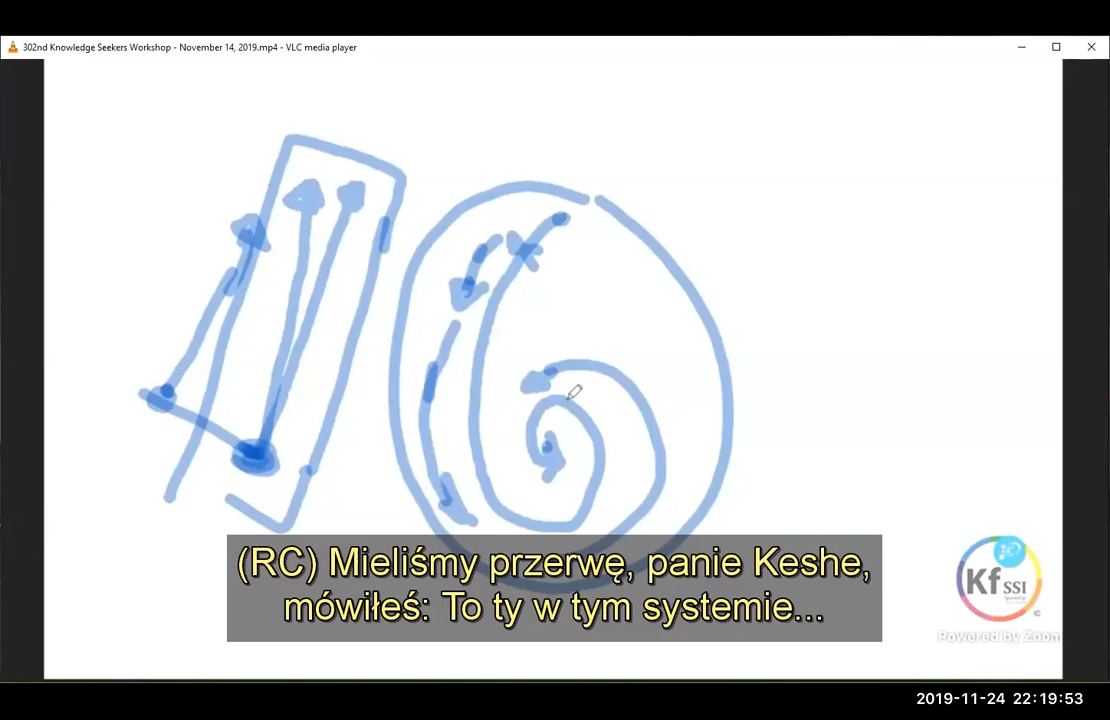 302nd Knowledge Seekers Workshop - November 14, 2019.mp4 - VLC media player
(RC) Mieliśmy przerwę, panie Keshe,
mówiłeś: To ty w tym systemie...
Kf SSI
©
Powered by Zoom
2019-11-24 22:19:53